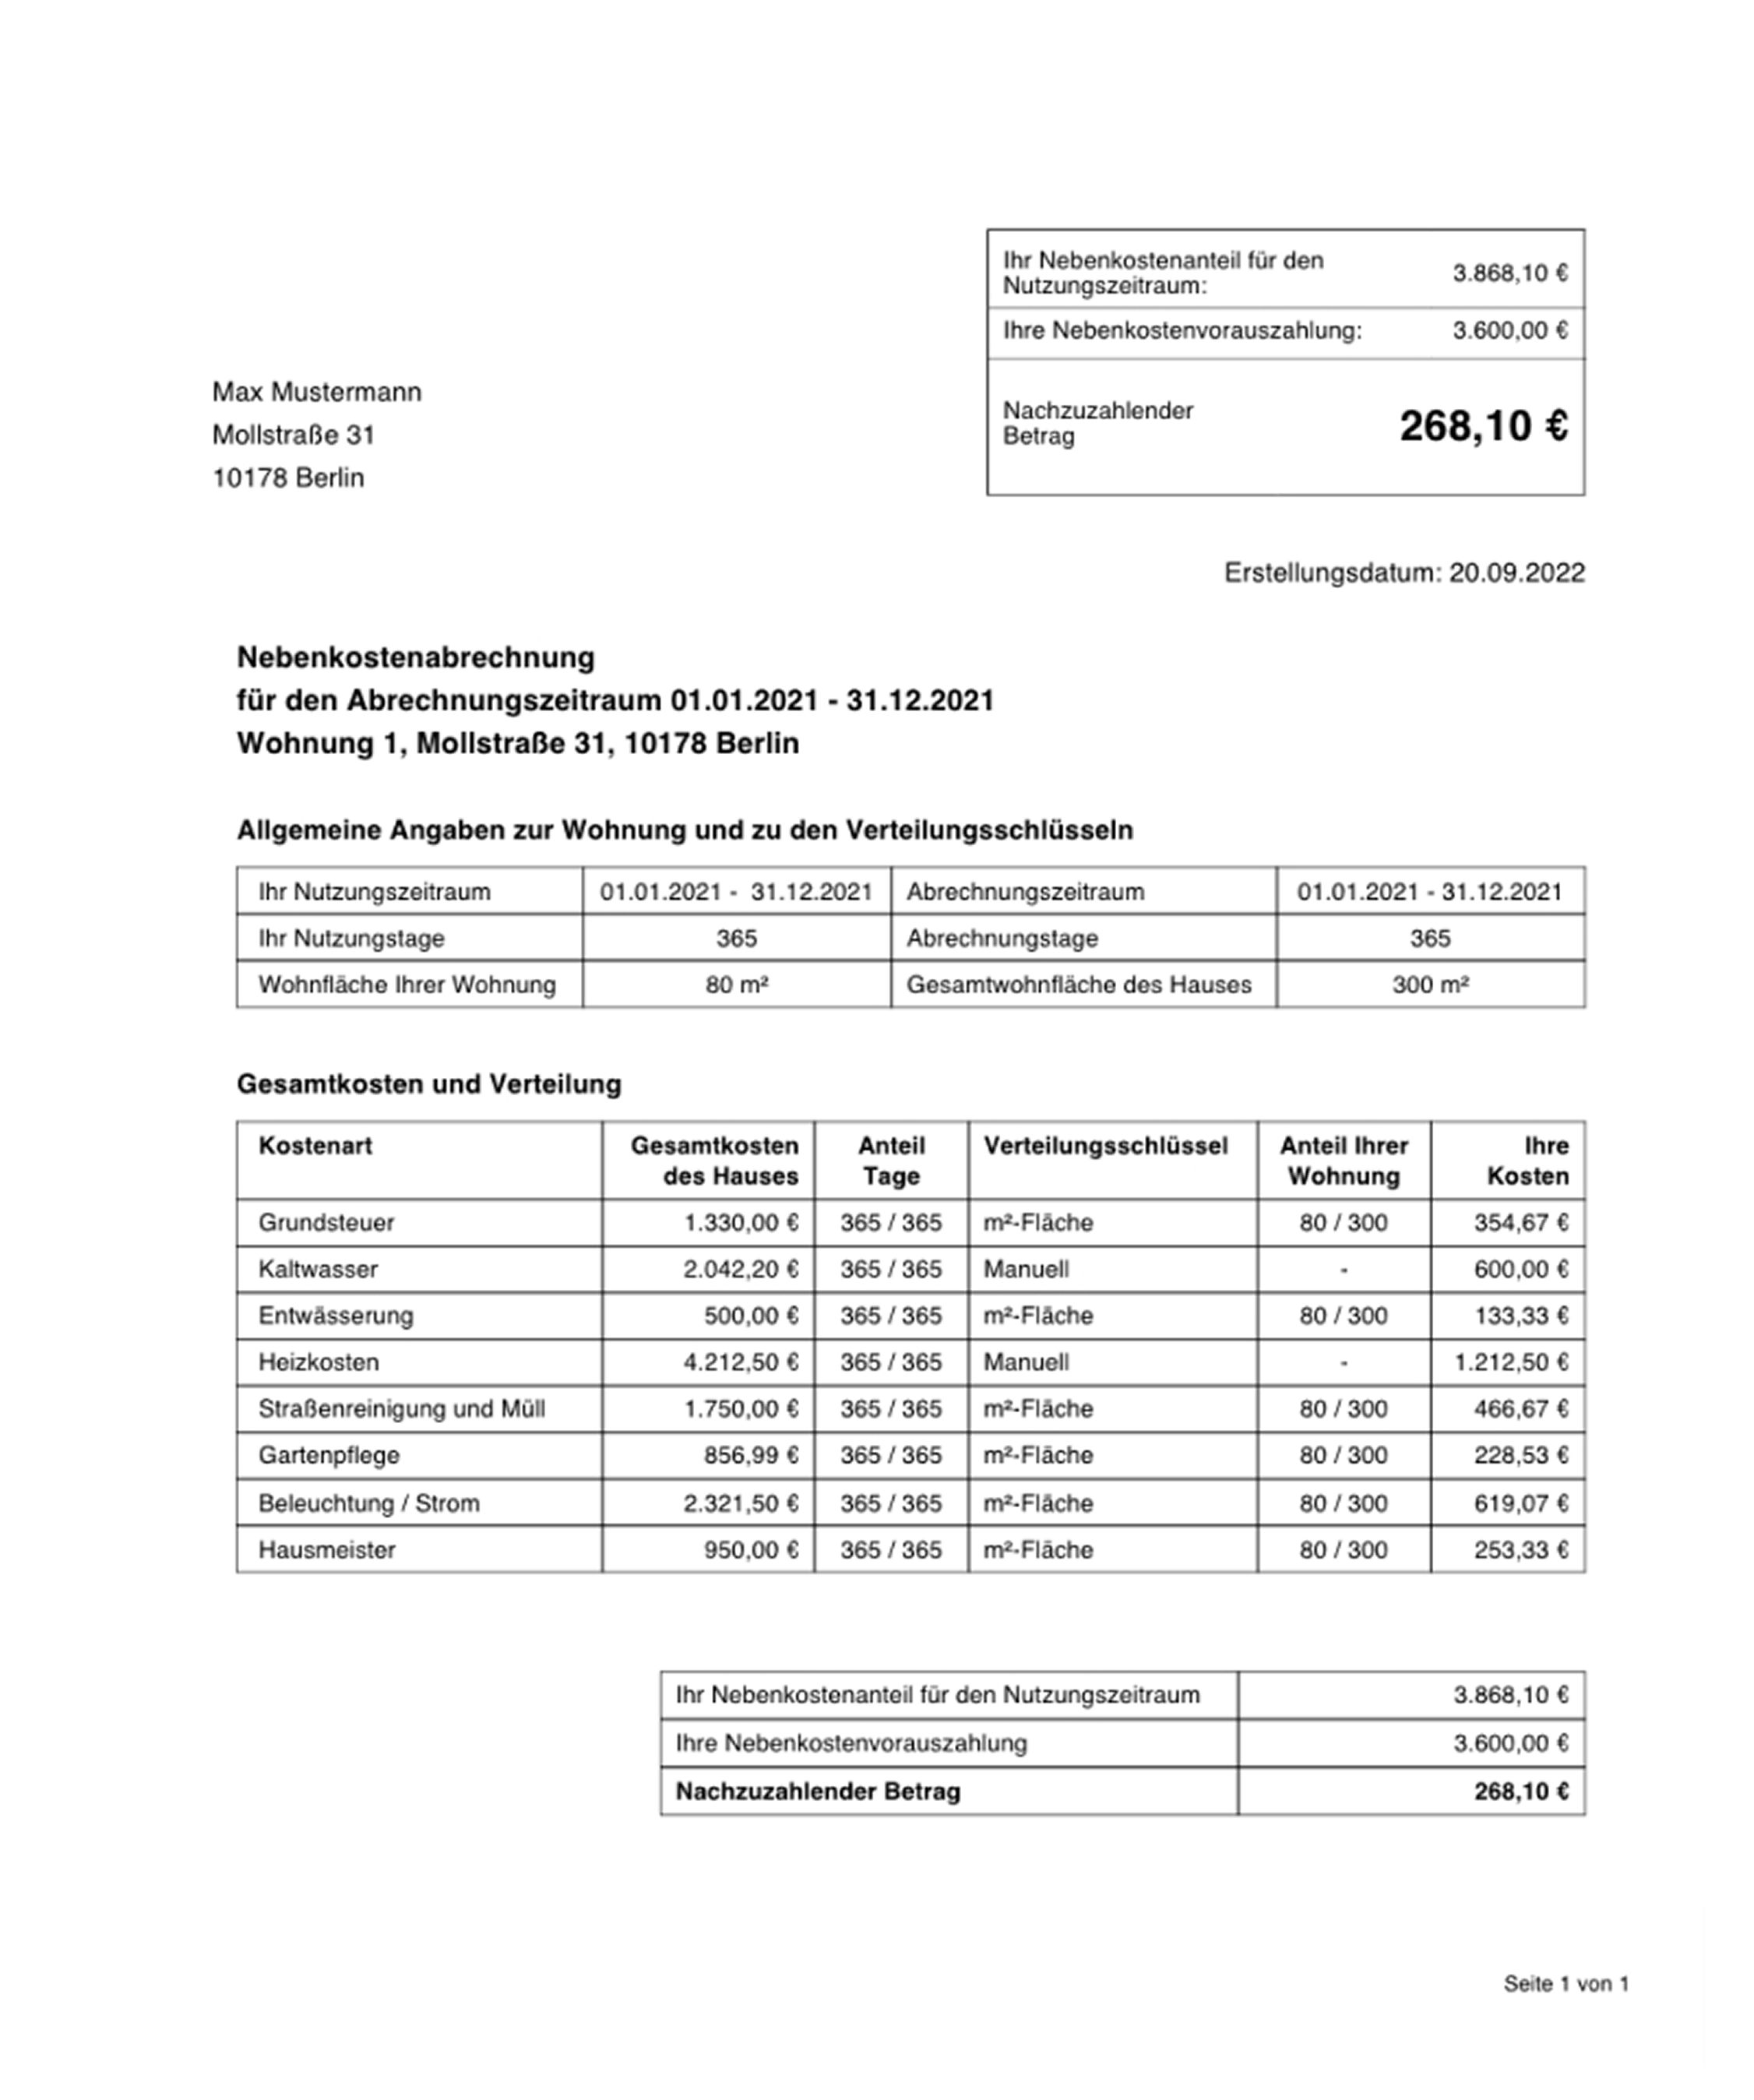 Ihr Nebenkostenanteil für den
Nutzungszeitraum: 3.868,10 €
Ihre Nebenkostenvorauszahlung: 3.600,00 €
Nachzuzahlender
Betrag 268,10 €
Max Mustermann
Mollstraße 31
10178 Berlin
Erstellungsdatum: 20.09.2022
Nebenkostenabrechnung
für den Abrechnungszeitraum 01.01.2021 - 31.12.2021
Wohnung 1, Mollstraße 31, 10178 Berlin
Allgemeine Angaben zur Wohnung und zu den Verteilungsschlüsseln
Ihr Nutzungszeitraum 01.01.2021 - 31.12.2021 Abrechnungszeitraum 01.01.2021 - 31.12.2021
Ihr Nutzungstage 365 Abrechnungstage 365
Wohnfläche Ihrer Wohnung 80 m² Gesamtwohnfläche des Hauses 300 m²
Gesamtkosten und Verteilung
Kostenart Gesamtkosten Anteil Verteilungsschlüssel Anteil Ihrer Ihre
des Hauses Tage Wohnung Kosten
Grundsteuer 1.330,00 € 365 / 365 m²-Fläche 80 / 300 354,67 €
Kaltwasser 2.042,20 € 365 / 365 Manuell - 600,00 €
Entwässerung 500,00 € 365 / 365 m²-Fläche 80 / 300 133,33 €
Heizkosten 4.212,50 € 365 / 365 Manuell - 1.212,50 €
Straßenreinigung und Müll 1.750,00 € 365 / 365 m²-Fläche 80 / 300 466,67 €
Gartenpflege 856,99 € 365 / 365 m²-Fläche 80 / 300 228,53 €
Beleuchtung / Strom 2.321,50 € 365 / 365 m²-Fläche 80 / 300 619,07 €
Hausmeister 950,00 € 365 / 365 m²-Fläche 80 / 300 253,33 €
Ihr Nebenkostenanteil für den Nutzungszeitraum 3.868,10 €
Ihre Nebenkostenvorauszahlung 3.600,00 €
Nachzuzahlender Betrag 268,10 €
Seite 1 von 1